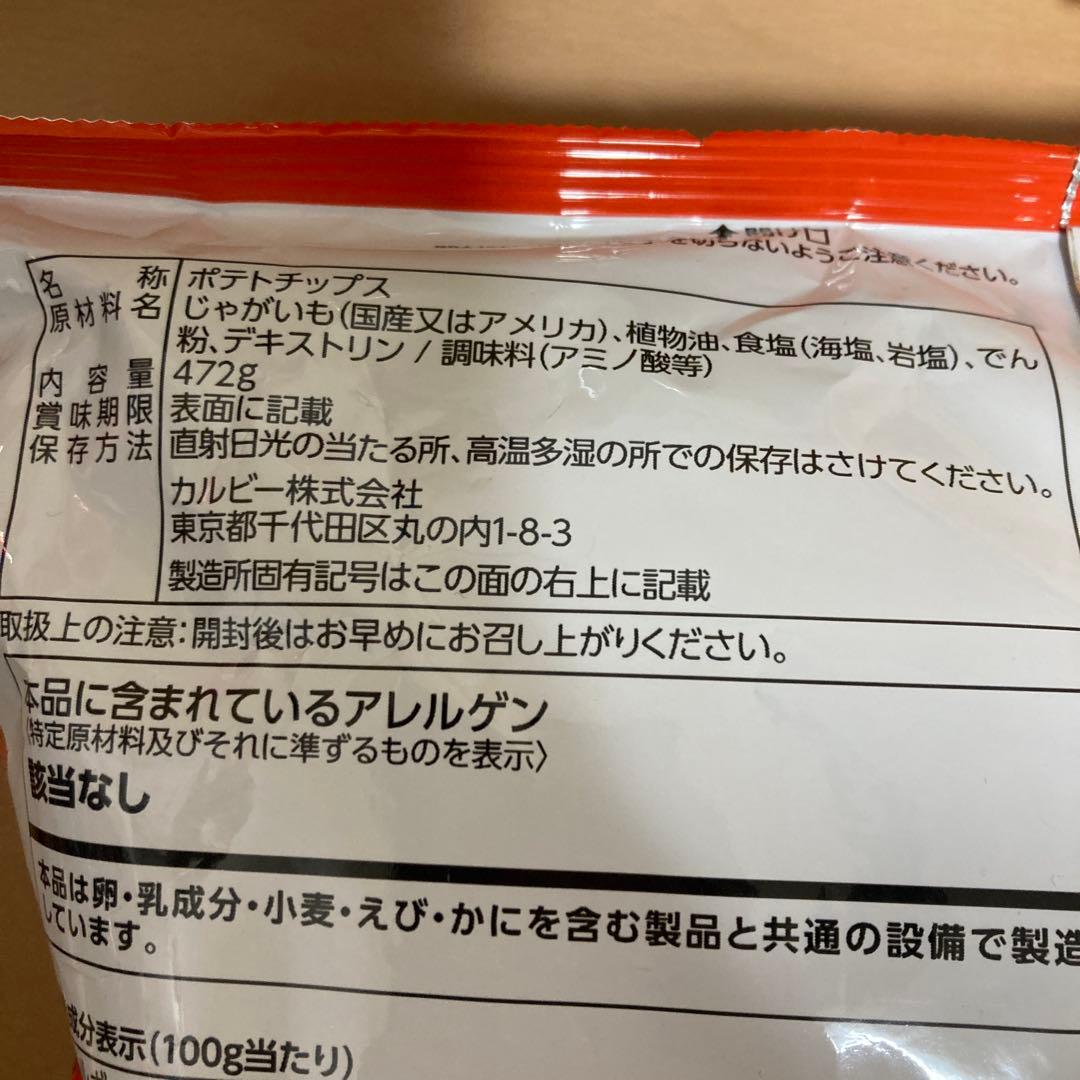 開け口
を切らないようご注意ください。
名称 ポテトチップス
原材料名 じゃがいも(国産又はアメリカ)、植物油、食塩(海塩、岩塩)、でん
粉、デキストリン / 調味料(アミノ酸等)
内容量 472g
賞味期限 表面に記載
保存方法 直射日光の当たる所、高温多湿の所での保存はさけてください。
カルビー株式会社
東京都千代田区丸の内1-8-3
製造所固有記号はこの面の右上に記載
取扱上の注意:開封後はお早めにお召し上がりください。
本品に含まれているアレルゲン
〈特定原材料及びそれに準ずるものを表示〉
該当なし
本品は卵・乳成分・小麦・えび・かにを含む製品と共通の設備で製造
しています。
成分表示(100g当たり)